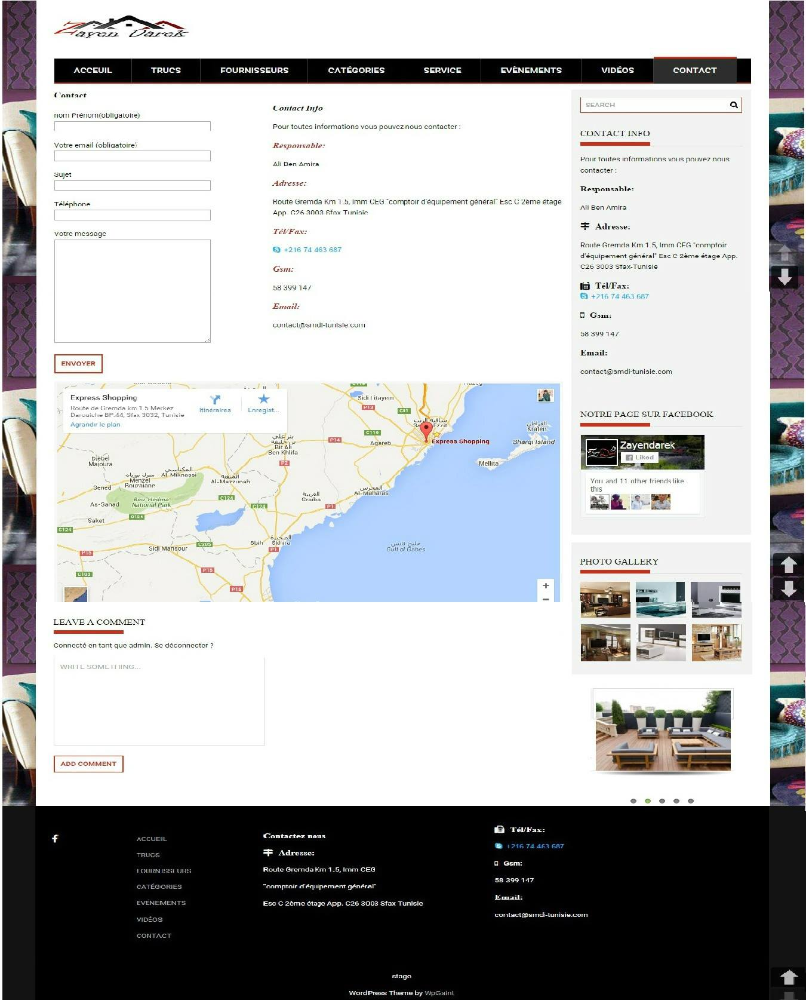 Zayen Darek
ACCEUIL TRUCS FOURNISSEURS CATÉGORIES SERVICE EVÈNEMENTS VIDÉOS CONTACT
Contact
nom Prénom(obligatoire)
Votre email (obligatoire)
Sujet
Téléphone
Votre message
ENVOYER
Contact Info
Pour toutes informations vous pouvez nous contacter :
Responsable:
Ali Ben Amira
Adresse:
Route Gremda Km 1.5, Imm CEG "comptoir d'équipement général" Esc C 2ème étage
App. C26 3003 Sfax-Tunisie
Tél/Fax:
+216 74 463 687
Gsm:
58 399 147
Email:
contact@smdi-tunisie.com
SEARCH
CONTACT INFO
Pour toutes informations vous pouvez nous
contacter :
Responsable:
Ali Ben Amira
Adresse:
Route Gremda Km 1.5, Imm CEG "comptoir
d'équipement général" Esc C 2ème étage App.
C26 3003 Sfax-Tunisie
Tél/Fax:
+216 74 463 687
Gsm:
58 399 147
Email:
contact@smdi-tunisie.com
Express Shopping
Route de Gremda km 1.5 Merkez
Darouiche BP:44, Sfax 3032, Tunisie
Agrandir le plan
Itinéraires
Enregist...
Sidi Litayem
P13
C81
ساقية الزيت
C119
P14
Agareb
Express Shopping
قراطن
Kraten
Sharqi Island
Mellita
بئر علي
بن خليفة
Bir Ali
Ben Khlifa
P2
Djebel
Majoura
المكناسي
Al-Miknassi
منزل بوزيان
Menzel
Bouzaiane
المزونة
Al-Mazzunah
Sened
As-Sanad
Bou-Hedma
National Park
C124
C124
C124
C124
الغريبة
Graiba
المحرس
Al-Maharas
P1
Saket
Sidi Mansour
C205
Sbih
الصخيرة
Skhira
P1
خليج قابس
Gulf of Gabes
P15
P15
C103
P15
+
−
NOTRE PAGE SUR FACEBOOK
Zayendarek
Liked
You and 11 other friends like
this
PHOTO GALLERY
LEAVE A COMMENT
Connecté en tant que admin. Se déconnecter ?
WRITE SOMETHING...
ADD COMMENT
ACCUEIL
TRUCS
FOURNISSEURS
CATÉGORIES
EVÉNEMENTS
VIDÉOS
CONTACT
Contactez nous
Adresse:
Route Gremda Km 1.5, Imm CEG
"comptoir d'équipement général"
Esc C 2ème étage App. C26 3003 Sfax Tunisie
Tél/Fax:
+216 74 463 687
Gsm:
58 399 147
Email:
contact@smdi-tunisie.com
stage
WordPress Theme by WpGaint